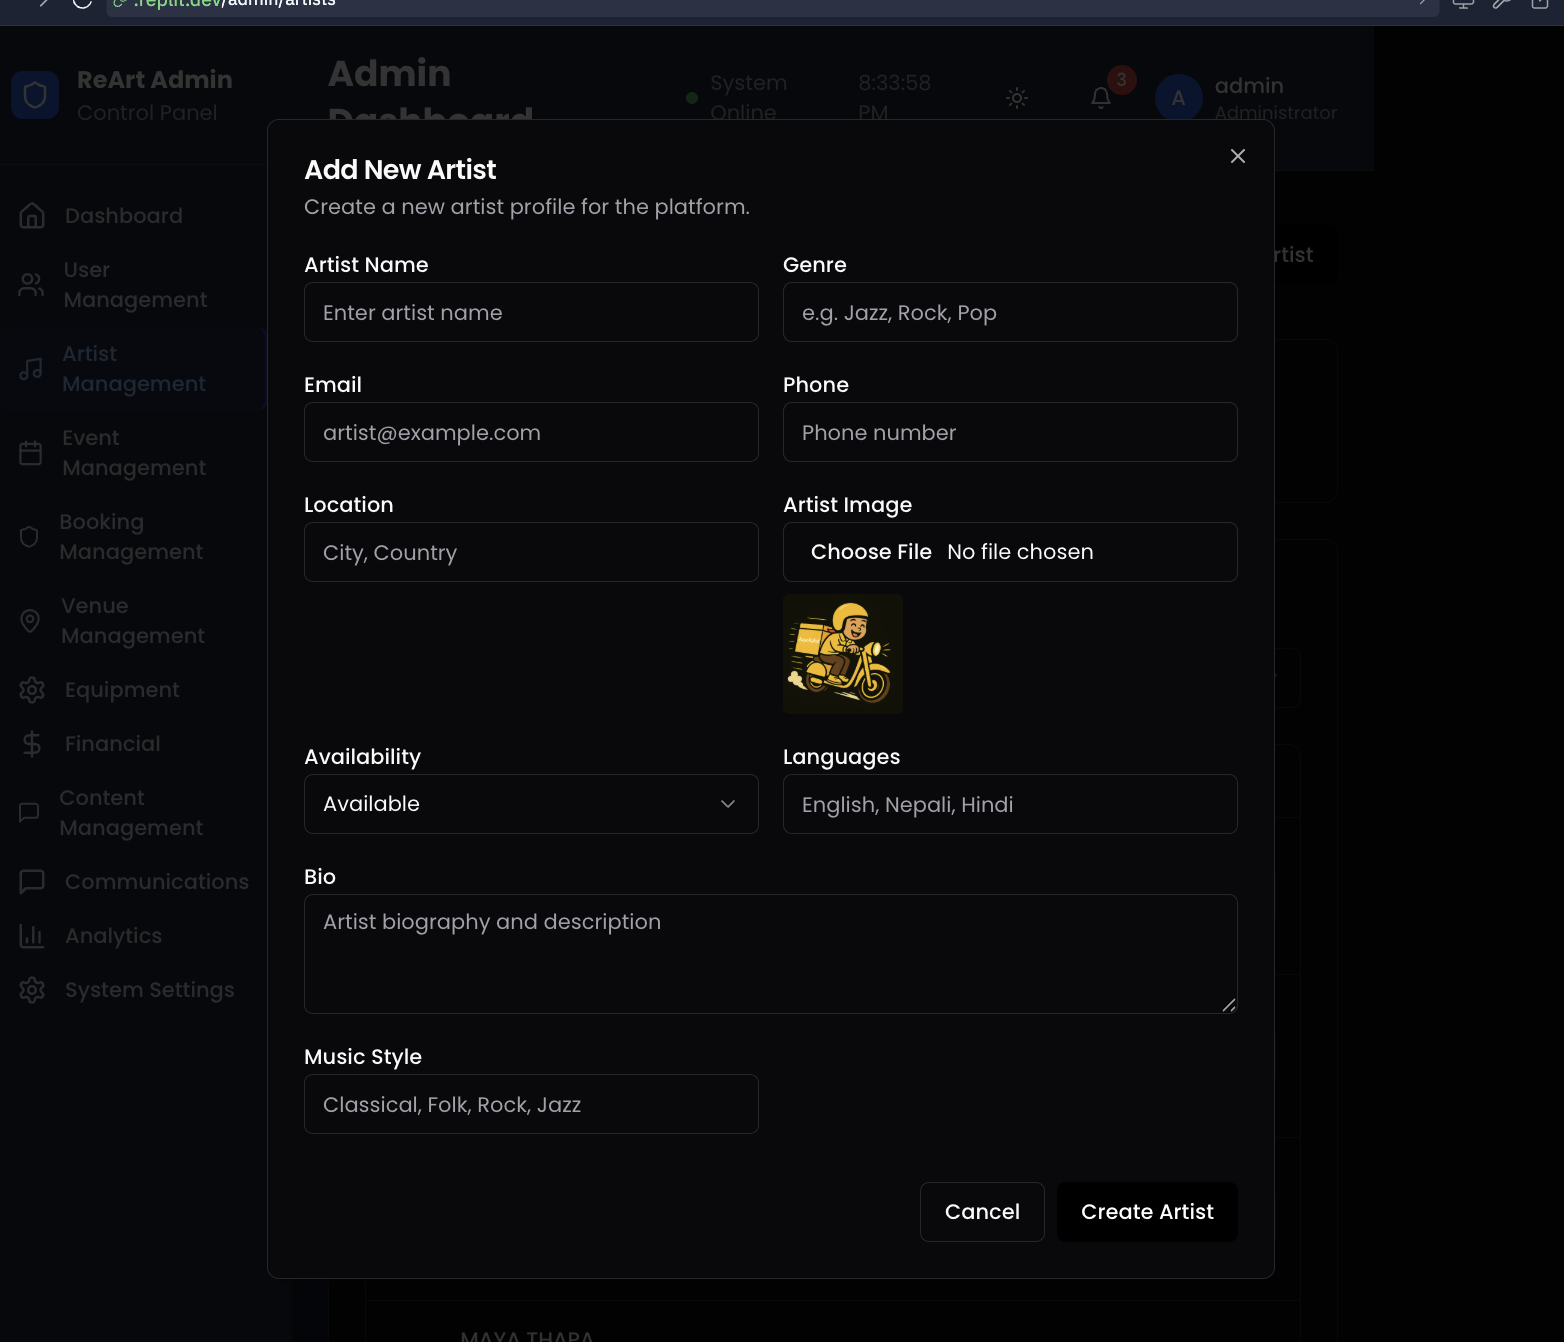 .replit.dev/admin/artists
ReArt Admin
Control Panel
Admin
Dashboard
System
Online
8:33:58
PM
3
A
admin
Administrator
Dashboard
User
Management
Artist
Management
Event
Management
Booking
Management
Venue
Management
Equipment
Financial
Content
Management
Communications
Analytics
System Settings
Add New Artist
Create a new artist profile for the platform.
Artist Name
Genre
Enter artist name
e.g. Jazz, Rock, Pop
Email
Phone
artist@example.com
Phone number
Location
Artist Image
City, Country
Choose File No file chosen
Availability
Languages
Available
English, Nepali, Hindi
Bio
Artist biography and description
Music Style
Classical, Folk, Rock, Jazz
Cancel
Create Artist
rtist
MAYA THAPA